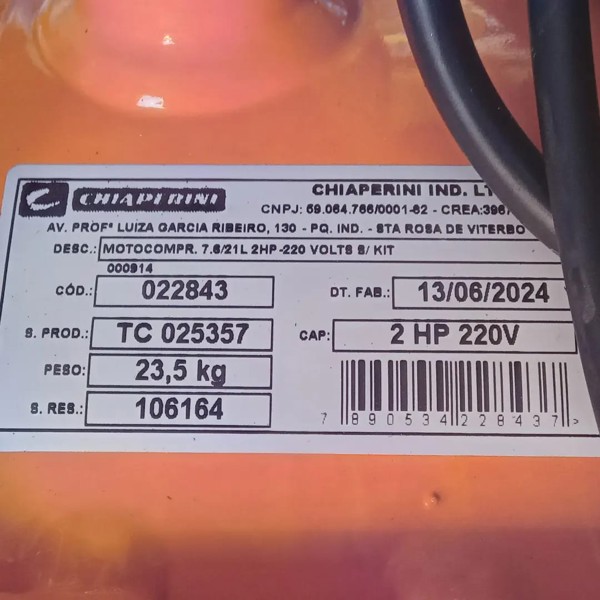 CHIAPERINI
CHIAPERINI IND. LT
CNPJ: 59.064.766/0001-62 - CREA:396
AV. PROFª LUIZA GARCIA RIBEIRO, 130 - PQ. IND. - STA ROSA DE VITERBO
DESC.: MOTOCOMPR. 7.6/21L 2HP-220 VOLTS S/ KIT
000914
CÓD.: 022843
DT. FAB.: 13/06/2024
S. PROD.: TC 025357
CAP: 2 HP 220V
PESO: 23,5 kg
S. RES.: 106164
7 890534 228437 >